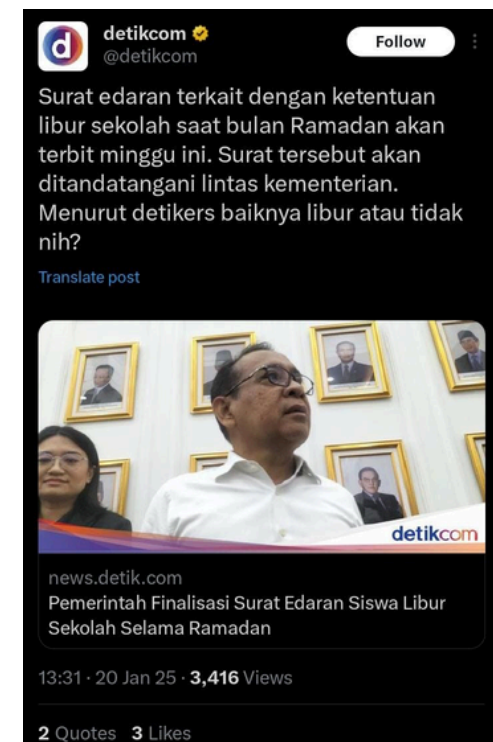 detikcom
@detikcom
Follow
Surat edaran terkait dengan ketentuan
libur sekolah saat bulan Ramadan akan
terbit minggu ini. Surat tersebut akan
ditandatangani lintas kementerian.
Menurut detikers baiknya libur atau tidak
nih?
Translate post
detikcom
news.detik.com
Pemerintah Finalisasi Surat Edaran Siswa Libur
Sekolah Selama Ramadan
13:31 · 20 Jan 25 · 3,416 Views
2 Quotes 3 Likes